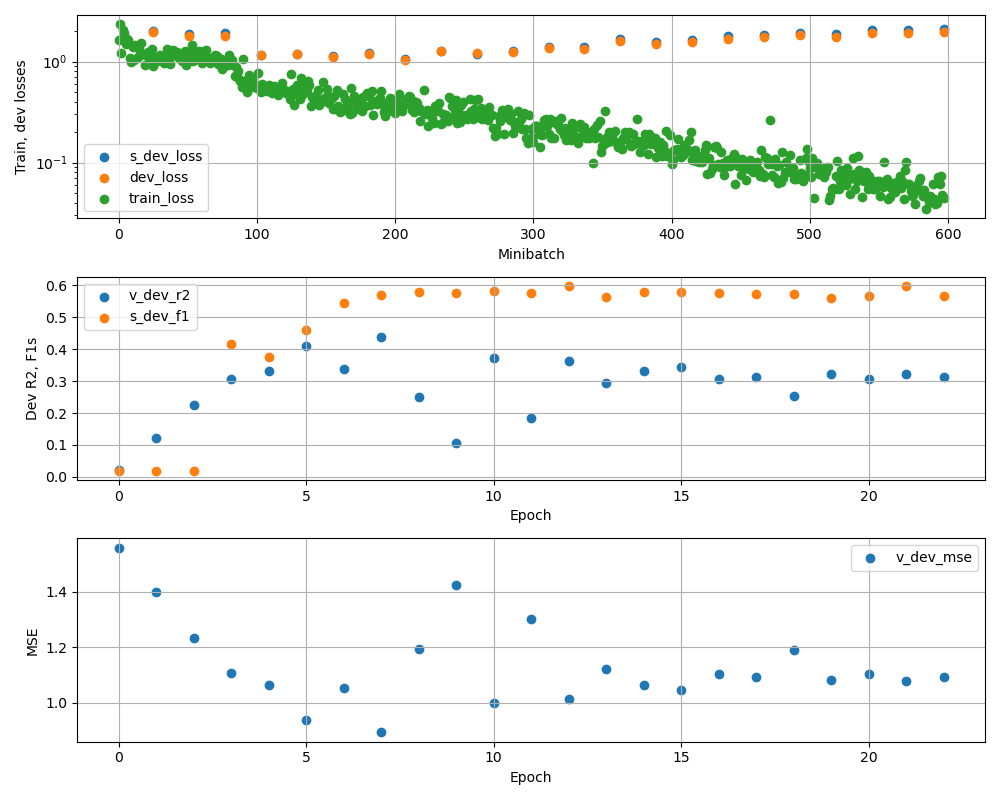 Train, dev losses
10⁰
10⁻¹
s_dev_loss
dev_loss
train_loss
0 100 200 300 400 500 600
Minibatch
Dev R2, F1s
0.6
0.5
0.4
0.3
0.2
0.1
0.0
v_dev_r2
s_dev_f1
0 5 10 15 20
Epoch
MSE
1.4
1.2
1.0
v_dev_mse
0 5 10 15 20
Epoch